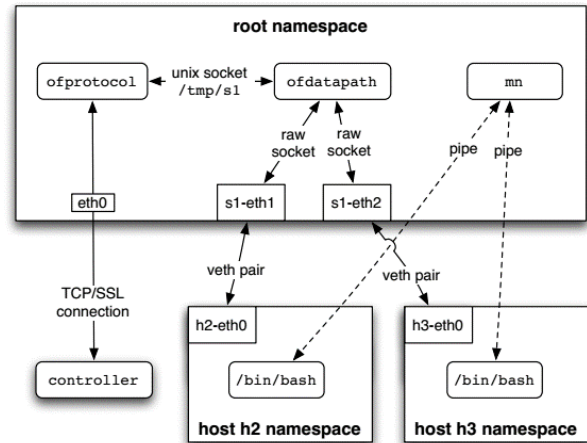 root namespace
ofprotocol
unix socket
/tmp/s1
ofdatapath
mn
raw
socket
raw
socket
pipe
pipe
eth0
s1-eth1
s1-eth2
veth pair
veth pair
TCP/SSL
connection
h2-eth0
h3-eth0
controller
/bin/bash
/bin/bash
host h2 namespace
host h3 namespace